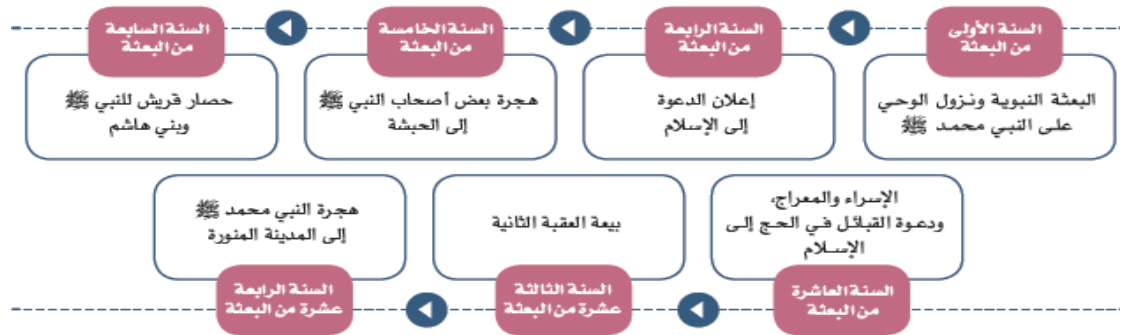 السنة الأولى
من البعثة
البعثة النبوية ونزول الوحي
على النبي محمد ﷺ
السنة الرابعة
من البعثة
إعلان الدعوة
إلى الإسلام
السنة الخامسة
من البعثة
هجرة بعض أصحاب النبي ﷺ
إلى الحبشة
السنة السابعة
من البعثة
حصار قريش للنبي ﷺ
وبني هاشم
الإسراء والمعراج،
ودعوة القبائل في الحج إلى
الإسلام
السنة العاشرة
من البعثة
بيعة العقبة الثانية
السنة الثالثة
عشرة من البعثة
هجرة النبي محمد ﷺ
إلى المدينة المنورة
السنة الرابعة
عشرة من البعثة